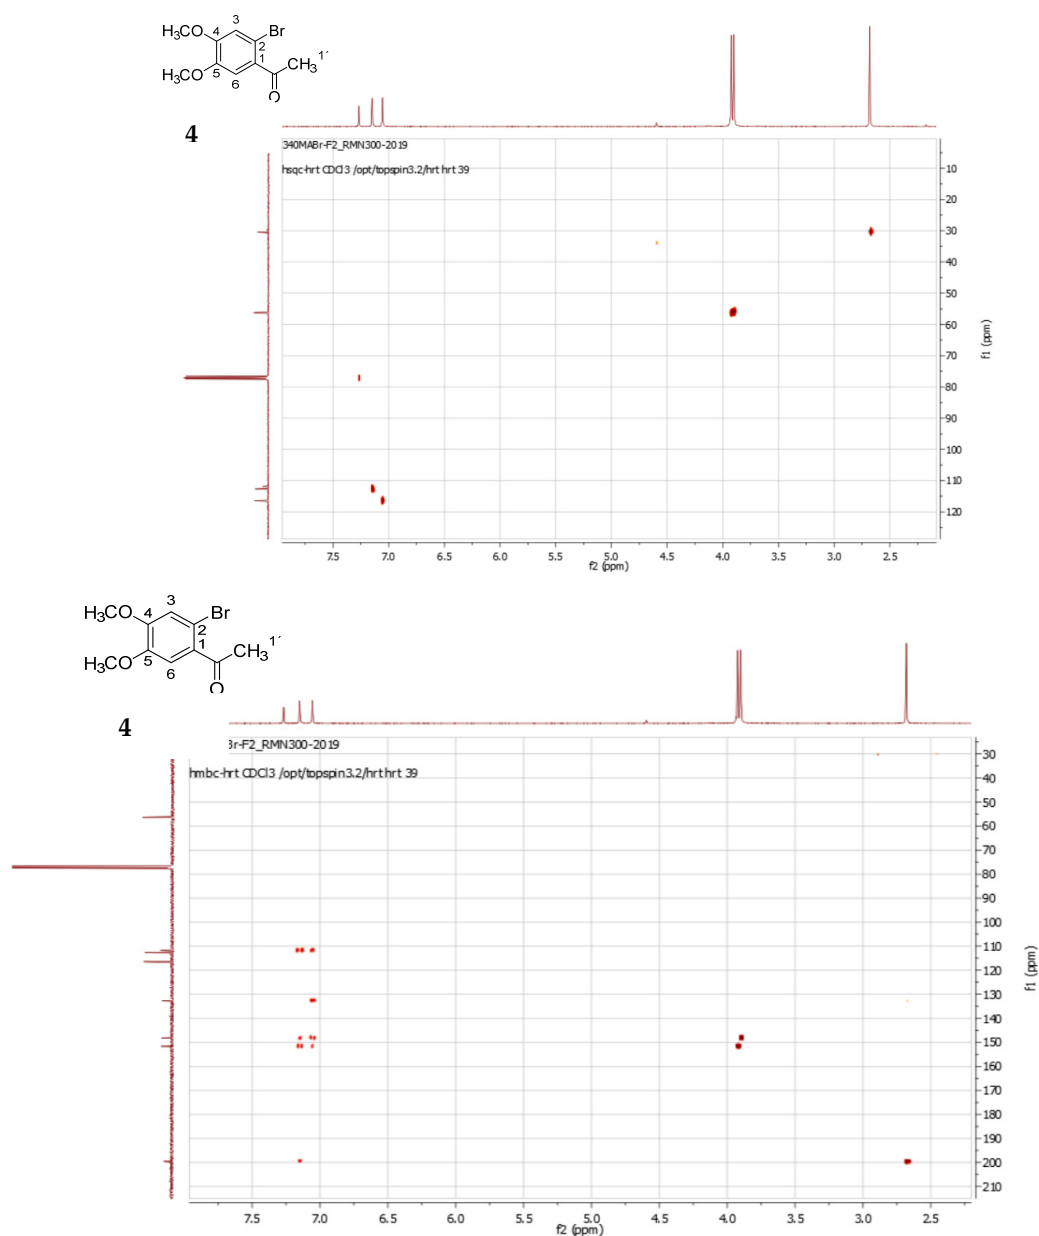 3
H₃CO
4
Br
2
1
CH₃
1´
H₃CO
5
6
O
4
340MABr-F2_RMN300-2019
hsqc-hrt CDCl3 /opt/topspin3.2/hrt hrt 39
10
20
30
40
50
60
70
80
90
100
110
120
f1 (ppm)
7.5 7.0 6.5 6.0 5.5 5.0 4.5 4.0 3.5 3.0 2.5
f2 (ppm)
3
H₃CO
4
Br
2
1
CH₃
1´
H₃CO
5
6
O
4
Br-F2_RMN300-2019
hmbc-hrt CDCl3 /opt/topspin3.2/hrt hrt 39
30
40
50
60
70
80
90
100
110
120
130
140
150
160
170
180
190
200
210
f1 (ppm)
7.5 7.0 6.5 6.0 5.5 5.0 4.5 4.0 3.5 3.0 2.5
f2 (ppm)